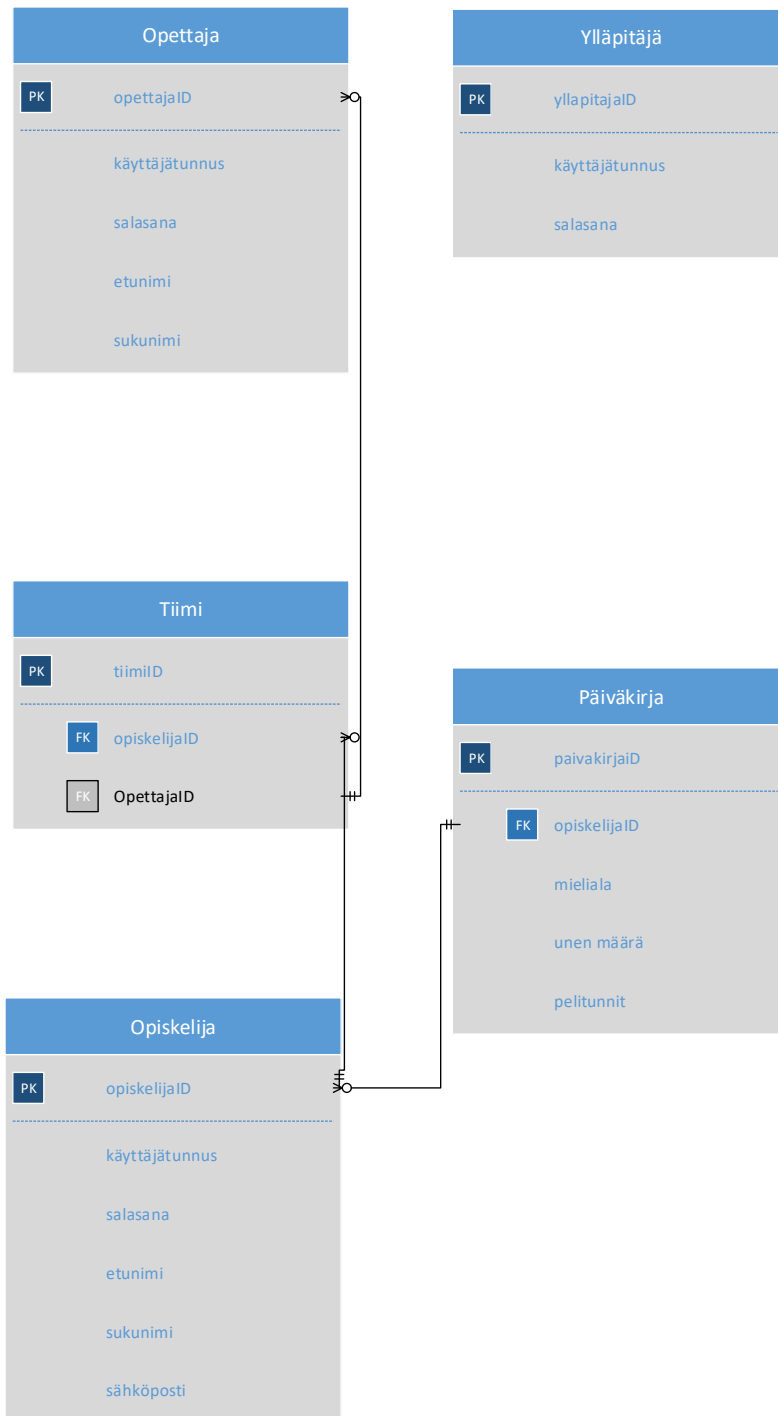 Opettaja
PK opettajaID
käyttäjätunnus
salasana
etunimi
sukunimi
Ylläpitäjä
PK yllapitajaID
käyttäjätunnus
salasana
Tiimi
PK tiimiID
FK opiskelijaID
FK OpettajaID
Päiväkirja
PK paivakirjaiD
FK opiskelijaID
mieliala
unen määrä
pelitunnit
Opiskelija
PK opiskelijaID
käyttäjätunnus
salasana
etunimi
sukunimi
sähköposti